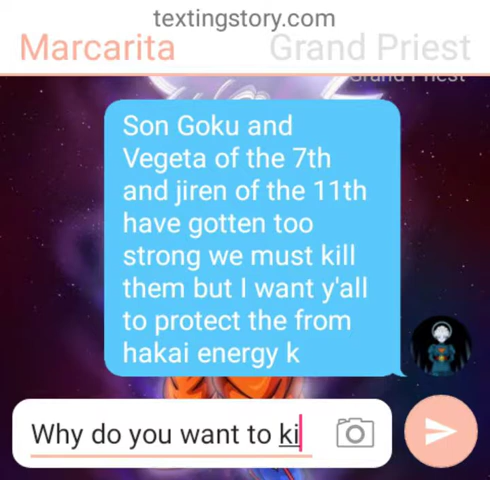 textingstory.com
Marcarita Grand Priest
Grand Priest
Son Goku and
Vegeta of the 7th
and jiren of the 11th
have gotten too
strong we must kill
them but I want y'all
to protect the from
hakai energy k
Why do you want to ki